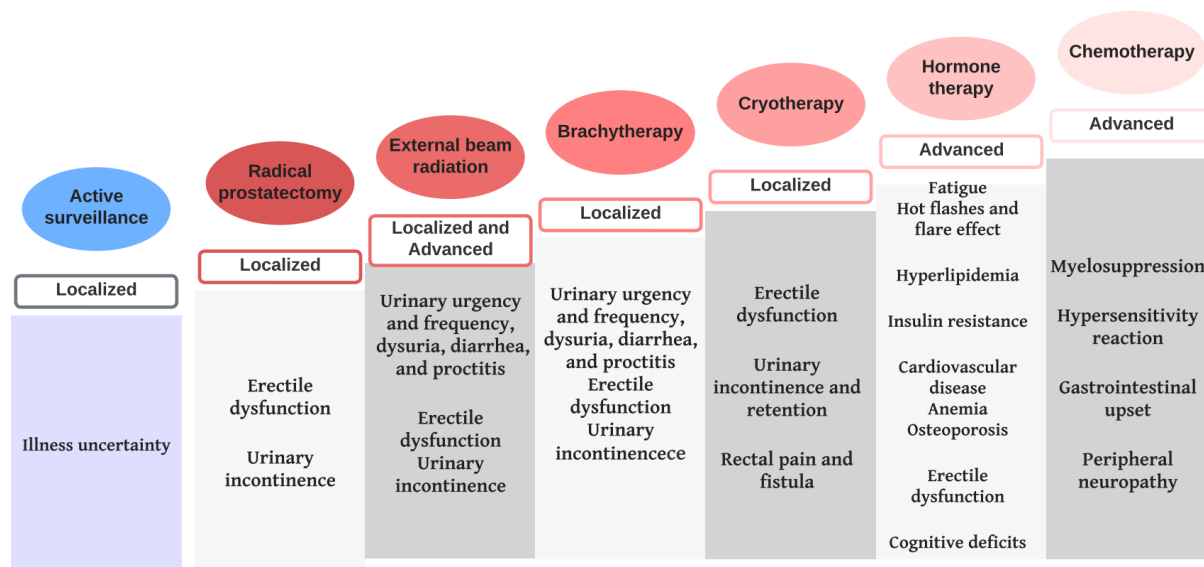 Active
surveillance
Localized
Illness uncertainty
Radical
prostatectomy
Localized
Erectile
dysfunction
Urinary
incontinence
External beam
radiation
Localized and
Advanced
Urinary urgency
and frequency,
dysuria, diarrhea,
and proctitis
Erectile
dysfunction
Urinary
incontinence
Brachytherapy
Localized
Urinary urgency
and frequency,
dysuria, diarrhea,
and proctitis
Erectile
dysfunction
Urinary
incontinencece
Cryotherapy
Localized
Erectile
dysfunction
Urinary
incontinence and
retention
Rectal pain and
fistula
Hormone
therapy
Advanced
Fatigue
Hot flashes and
flare effect
Hyperlipidemia
Insulin resistance
Cardiovascular
disease
Anemia
Osteoporosis
Erectile
dysfunction
Cognitive deficits
Chemotherapy
Advanced
Myelosuppression
Hypersensitivity
reaction
Gastrointestinal
upset
Peripheral
neuropathy